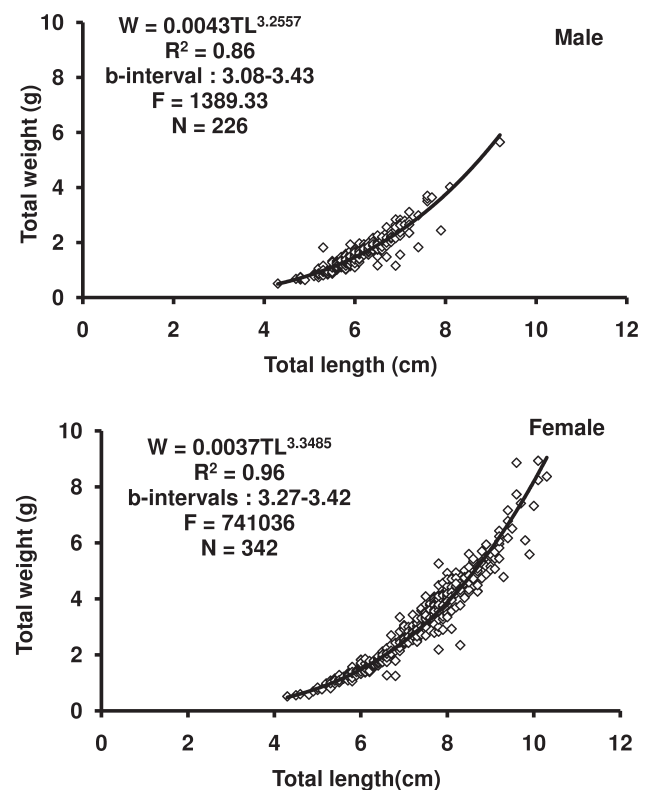 W = 0.0043TL^3.2557
R² = 0.86
b-interval : 3.08-3.43
F = 1389.33
N = 226
Male
Total weight (g)
10
8
6
4
2
0
0 2 4 6 8 10 12
Total length (cm)
W = 0.0037TL^3.3485
R² = 0.96
b-intervals : 3.27-3.42
F = 741036
N = 342
Female
Total weight (g)
10
8
6
4
2
0
0 2 4 6 8 10 12
Total length(cm)